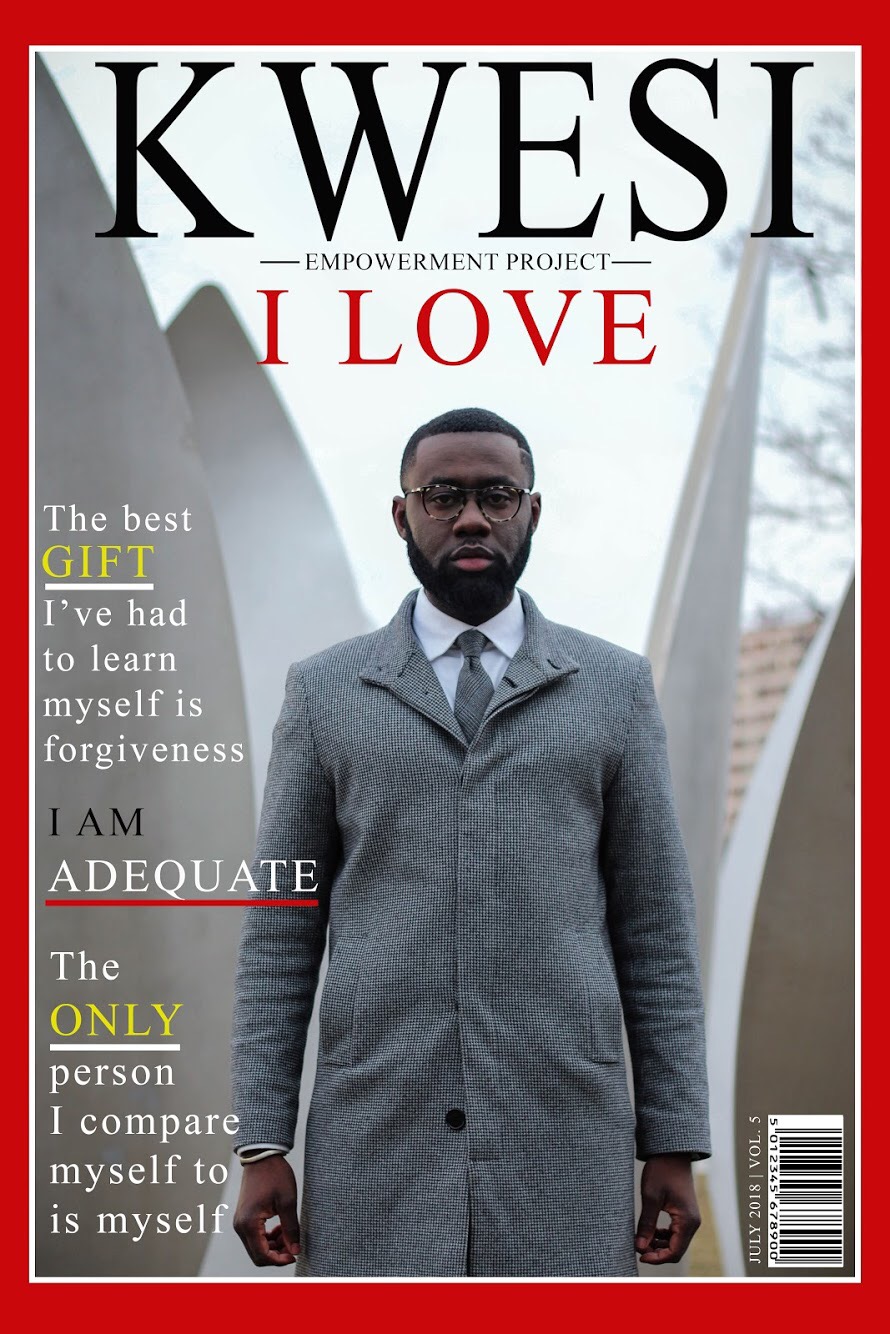 KWESI
EMPOWERMENT PROJECT
I LOVE
The best
GIFT
I’ve had
to learn
myself is
forgiveness
I AM
ADEQUATE
The
ONLY
person
I compare
myself to
is myself
JULY 2018 | VOL. 5
5 012345 678900